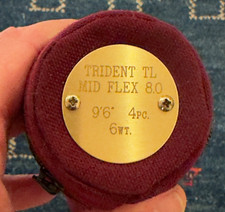 TRIDENT TL
MID FLEX 8.0
9'6" 4PC.
6WT.